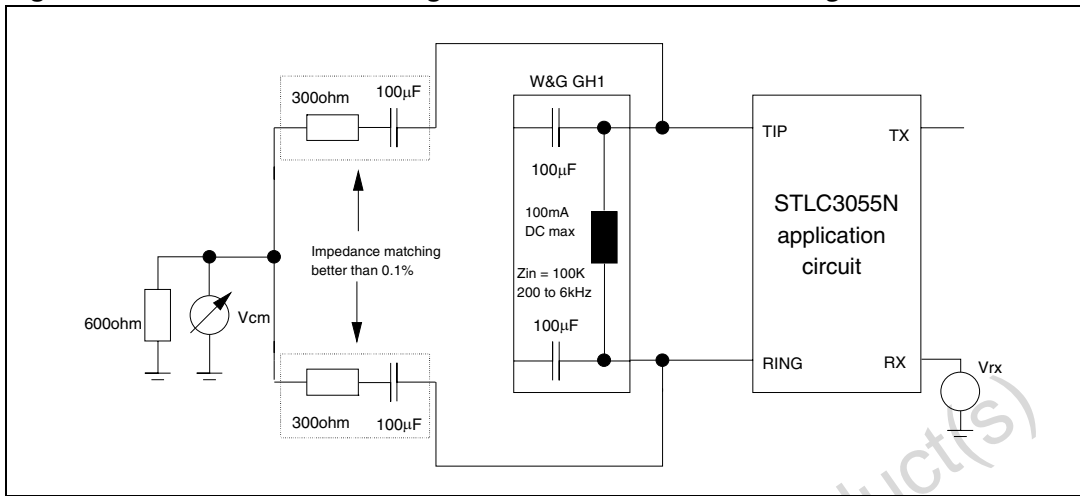 W&G GH1
300ohm
100μF
TIP
TX
100μF
STLC3055N
application
circuit
100mA
DC max
Impedance matching
better than 0.1%
Zin = 100K
200 to 6kHz
600ohm
Vcm
100μF
RING
RX
Vrx
300ohm
100μF